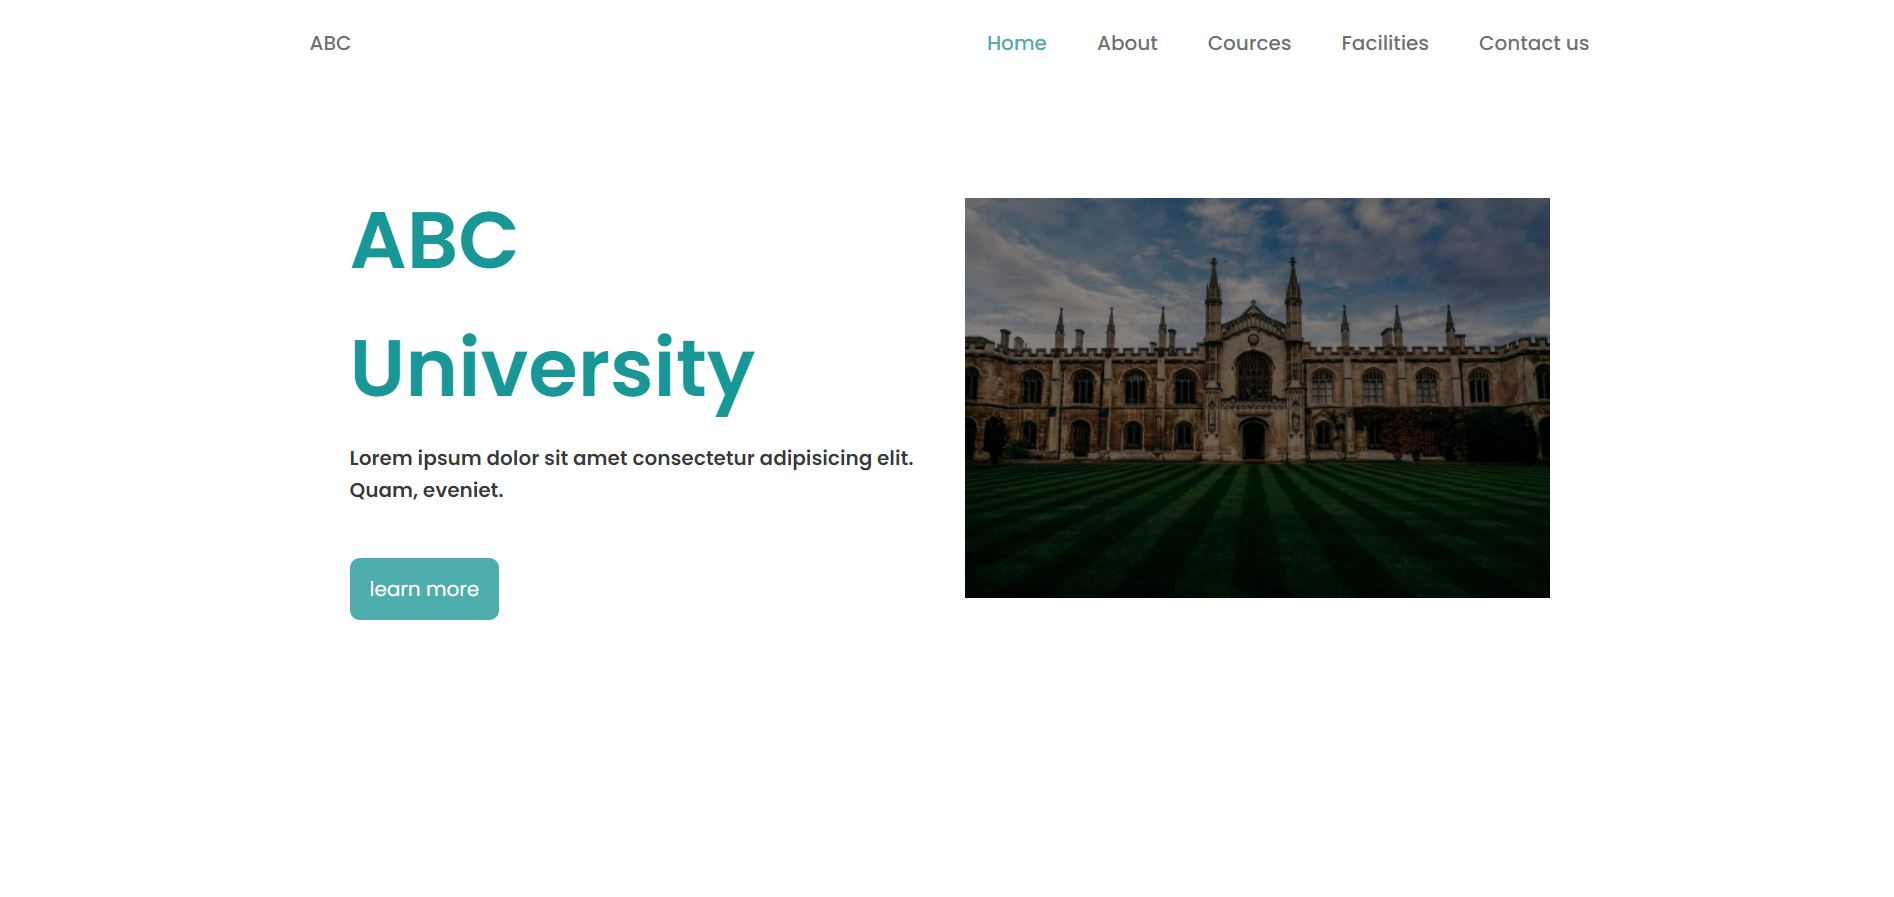 ABC
Home About Cources Facilities Contact us
ABC
University
Lorem ipsum dolor sit amet consectetur adipisicing elit.
Quam, eveniet.
learn more